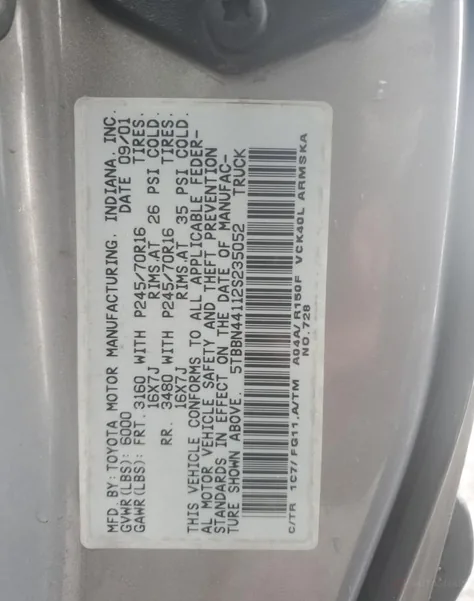 MFD.BY:TOYOTA MOTOR MANUFACTURING, INDIANA, INC.
GVWR(LBS): 6000 DATE 09/01
GAWR(LBS): FRT. 3160 WITH P245/70R16 TIRES.
16X7J RIMS.AT 26 PSI COLD.
RR. 3480 WITH P245/70R16 TIRES.
16X7J RIMS.AT 35 PSI COLD.
THIS VEHICLE CONFORMS TO ALL APPLICABLE FEDER-
AL MOTOR VEHICLE SAFETY AND THEFT PREVENTION
STANDARDS IN EFFECT ON THE DATE OF MANUFAC-
TURE SHOWN ABOVE. 5TBBN44112S235052 TRUCK
C/TR 1C7/FG11,A/TM A04A/R150F VCK40L ARMSKA
NO.728